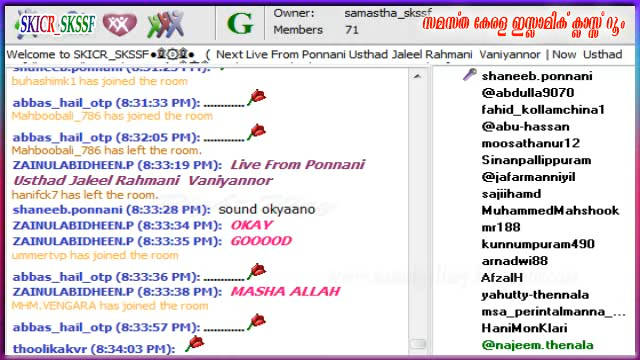 SKICR_SKSSF
G
Owner: samastha_skssf
Members 71
സമസ്ത കേരള ഇസ്ലാമിക് ക്ലാസ്സ് റൂം
Welcome to SKICR_SKSSF ( Next Live From Ponnani Usthad Jaleel Rahmani Vaniyannor | Now Usthad
buhashimk1 has joined the room
abbas_hail_otp (8:31:33 PM): ............
Mahboobali_786 has joined the room
abbas_hail_otp (8:32:05 PM): ............
Mahboobali_786 has left the room.
ZAINULABIDHEEN.P (8:33:19 PM): Live From Ponnani
Usthad Jaleel Rahmani Vaniyannor
hanifck7 has left the room.
shaneeb.ponnani (8:33:28 PM): sound okyaano
ZAINULABIDHEEN.P (8:33:34 PM): OKAY
ZAINULABIDHEEN.P (8:33:35 PM): GOOOOD
ummertvp has joined the room
abbas_hail_otp (8:33:36 PM): ............
ZAINULABIDHEEN.P (8:33:38 PM): MASHA ALLAH
MHM.VENGARA has joined the room
abbas_hail_otp (8:33:57 PM): ............
thoolikakvr (8:34:03 PM):
shaneeb.ponnani
@abdulla9070
fahid_kollamchina1
@abu-hassan
moosathanur12
Sinanpallippuram
@jafarmanniyil
sajiihamd
MuhammedMahshook
mr188
kunnumpuram490
arnadwi88
AfzalH
yahutty-thennala
msa_perintalmanna_...
HaniMonKlari
@najeem.thenala